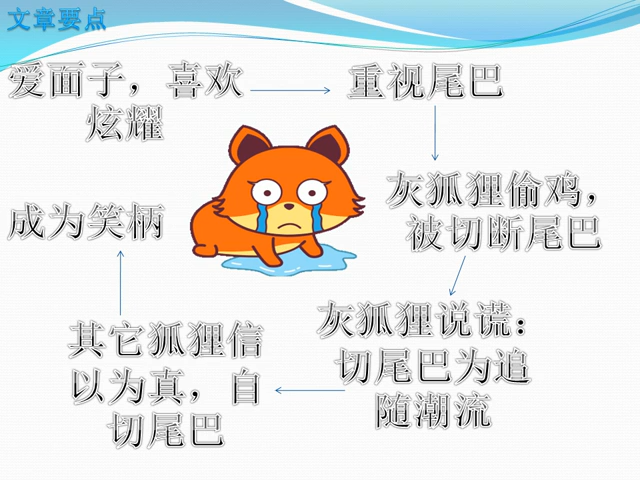 文章要点
爱面子，喜欢
炫耀
重视尾巴
灰狐狸偷鸡，
被切断尾巴
灰狐狸说谎：
切尾巴为追
随潮流
其它狐狸信
以为真，自
切尾巴
成为笑柄